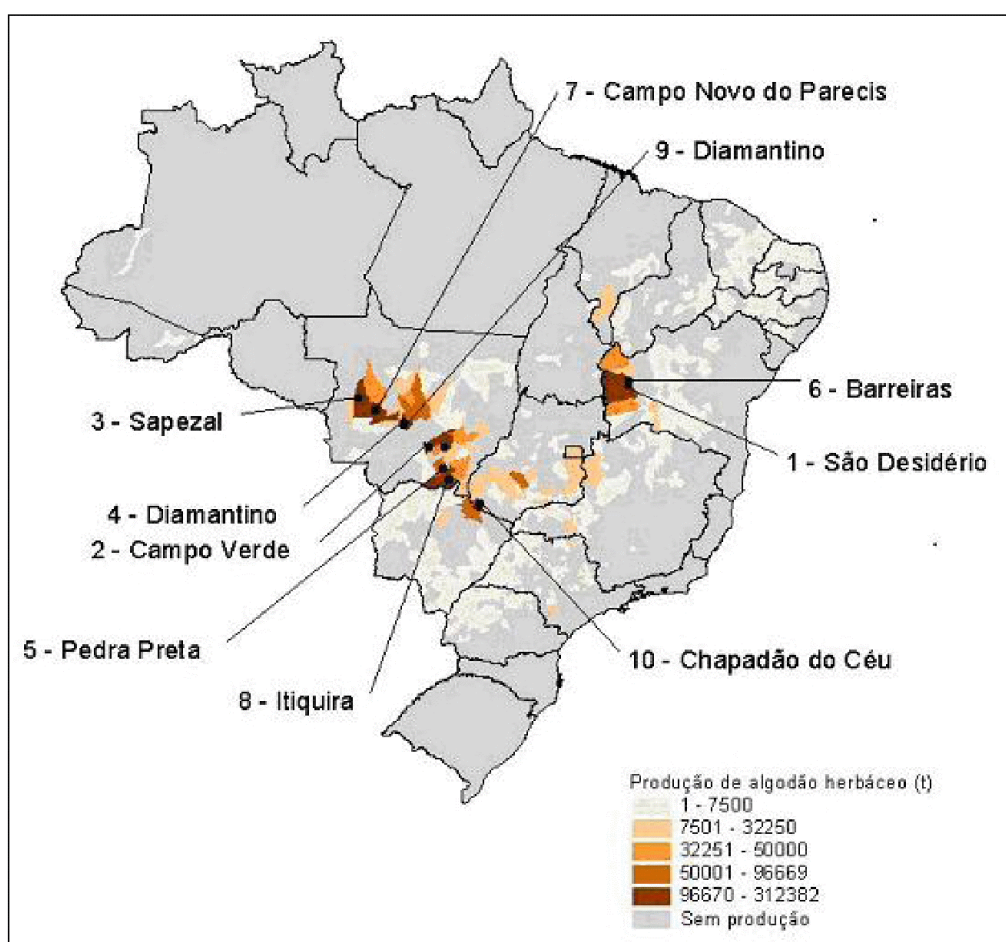 7 - Campo Novo do Parecis
9 - Diamantino
6 - Barreiras
3 - Sapezal
1 - São Desidério
4 - Diamantino
2 - Campo Verde
5 - Pedra Preta
10 - Chapadão do Céu
8 - Itiquira
Produção de algodão herbáceo (t)
1 - 7500
7501 - 32250
32251 - 50000
50001 - 96669
96670 - 312382
Sem produção